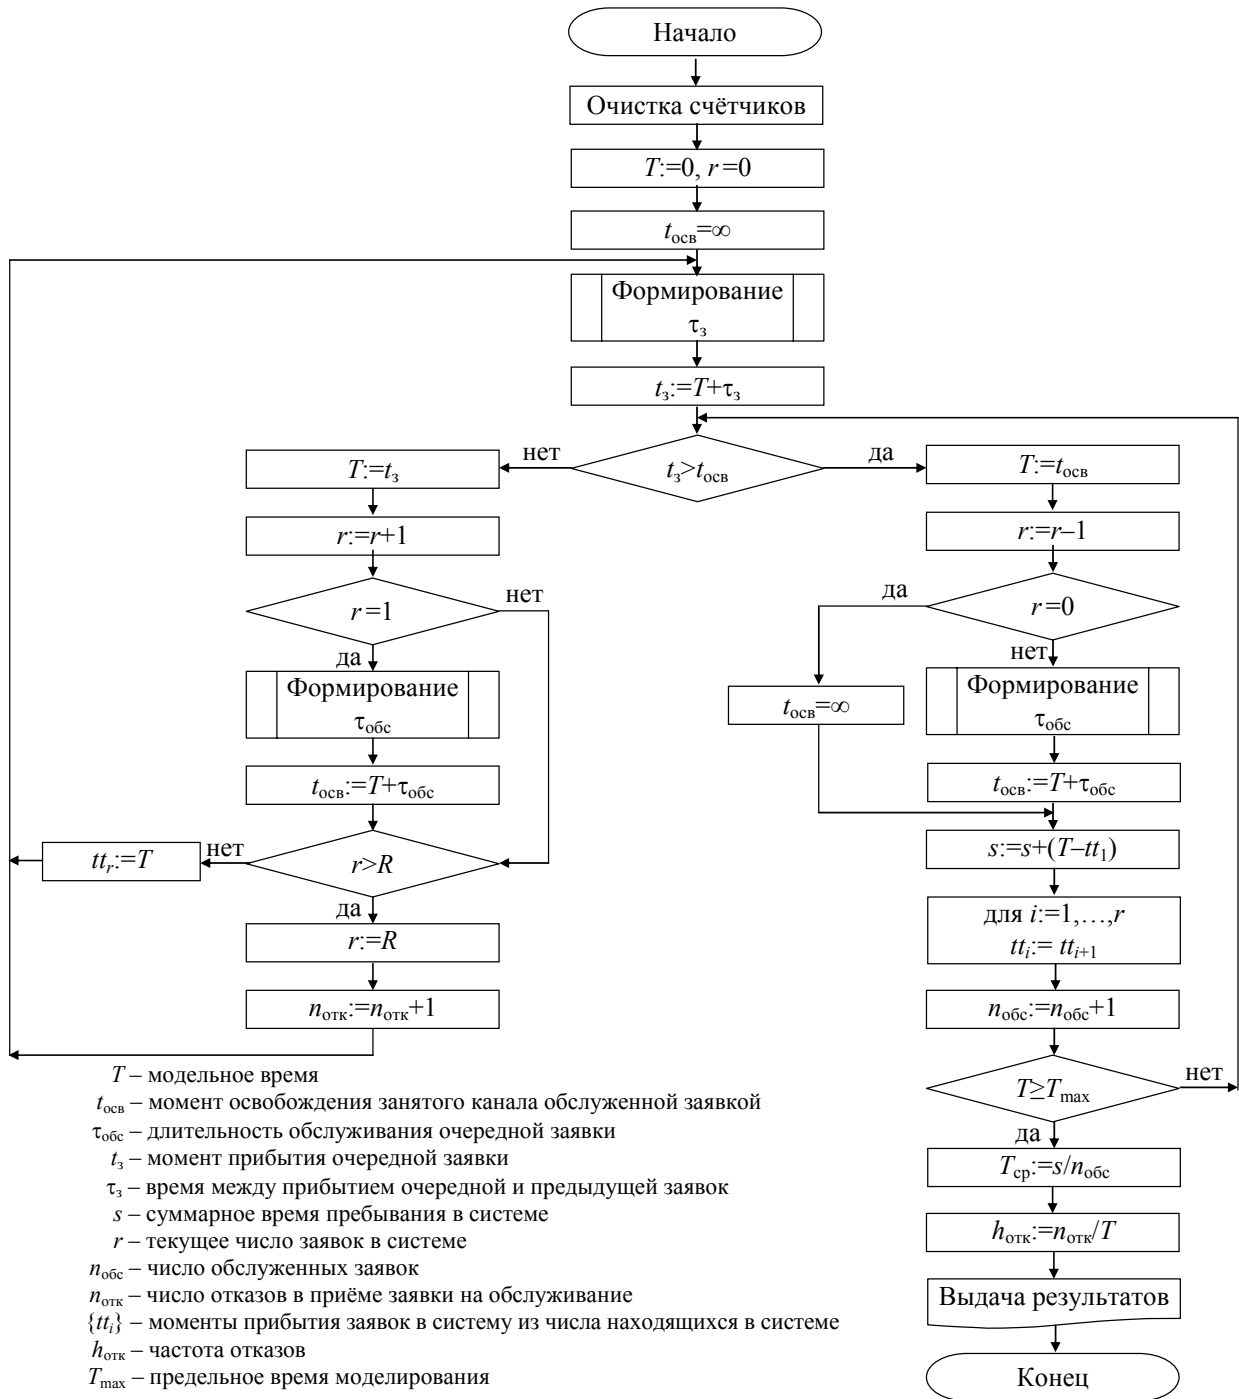 Начало
Очистка счётчиков
T:=0, r=0
tосв=∞
Формирование
τз
tз:=T+τз
tз>tосв
нет
да
T:=tз
r:=r+1
r=1
нет
да
Формирование
τобс
tосв:=T+τобс
r>R
нет
ttr:=T
да
r:=R
nотк:=nотк+1
T:=tосв
r:=r–1
r=0
да
нет
tосв=∞
Формирование
τобс
tосв:=T+τобс
s:=s+(T–tt1)
для i:=1,…,r
tti:= tti+1
nобс:=nобс+1
T≥Tmax
нет
да
Tср:=s/nобс
hотк:=nотк/T
Выдача результатов
Конец
T – модельное время
tосв – момент освобождения занятого канала обслуженной заявкой
τобс – длительность обслуживания очередной заявки
tз – момент прибытия очередной заявки
τз – время между прибытием очередной и предыдущей заявок
s – суммарное время пребывания в системе
r – текущее число заявок в системе
nобс – число обслуженных заявок
nотк – число отказов в приёме заявки на обслуживание
{tti} – моменты прибытия заявок в систему из числа находящихся в системе
hотк – частота отказов
Tmax – предельное время моделирования